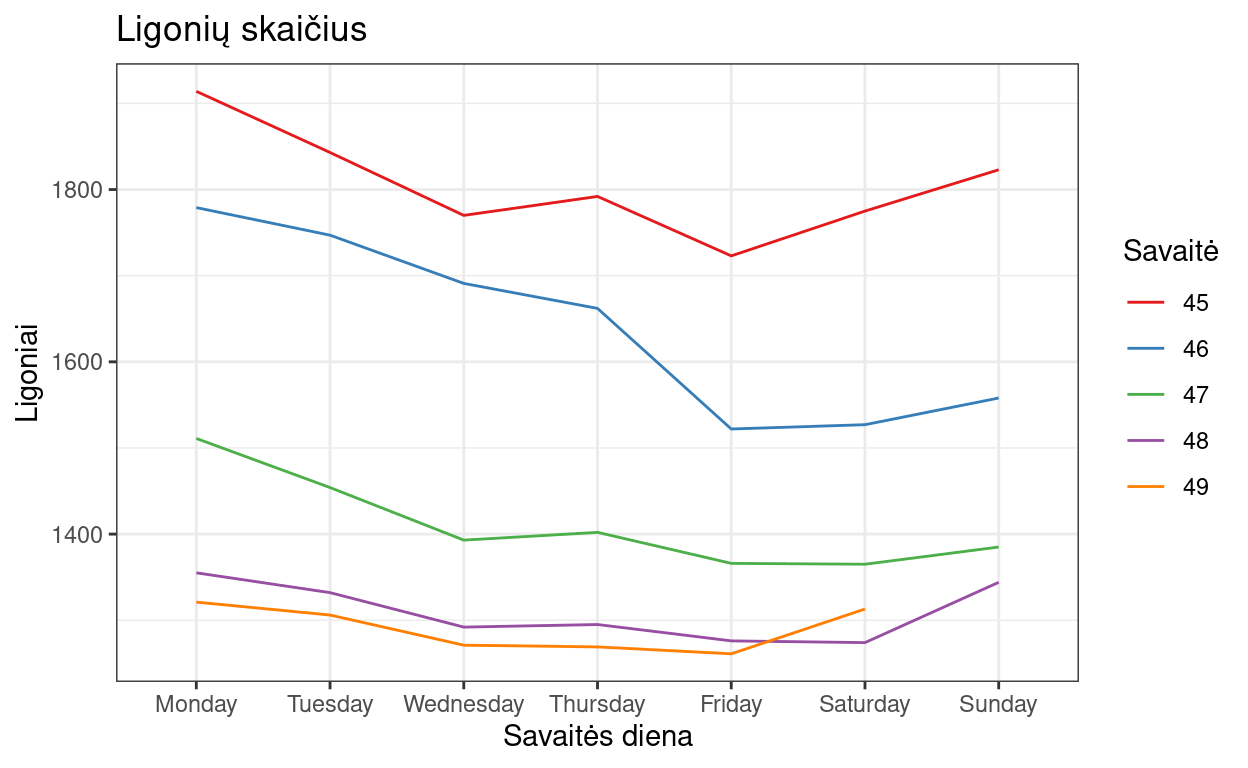 Ligonių skaičius
Ligoniai
1800
1600
1400
Monday Tuesday Wednesday Thursday Friday Saturday Sunday
Savaitės diena
Savaitė
45
46
47
48
49